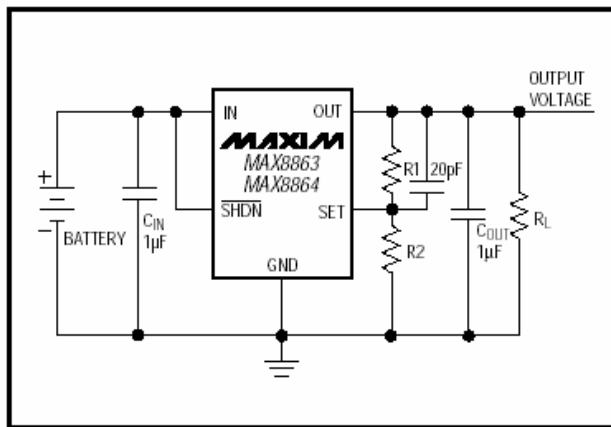 OUTPUT
VOLTAGE
IN
OUT
MAXIM
MAX8863
MAX8864
SHDN
SET
GND
+
−
BATTERY
CIN
1µF
R1
20pF
R2
COUT
1µF
RL